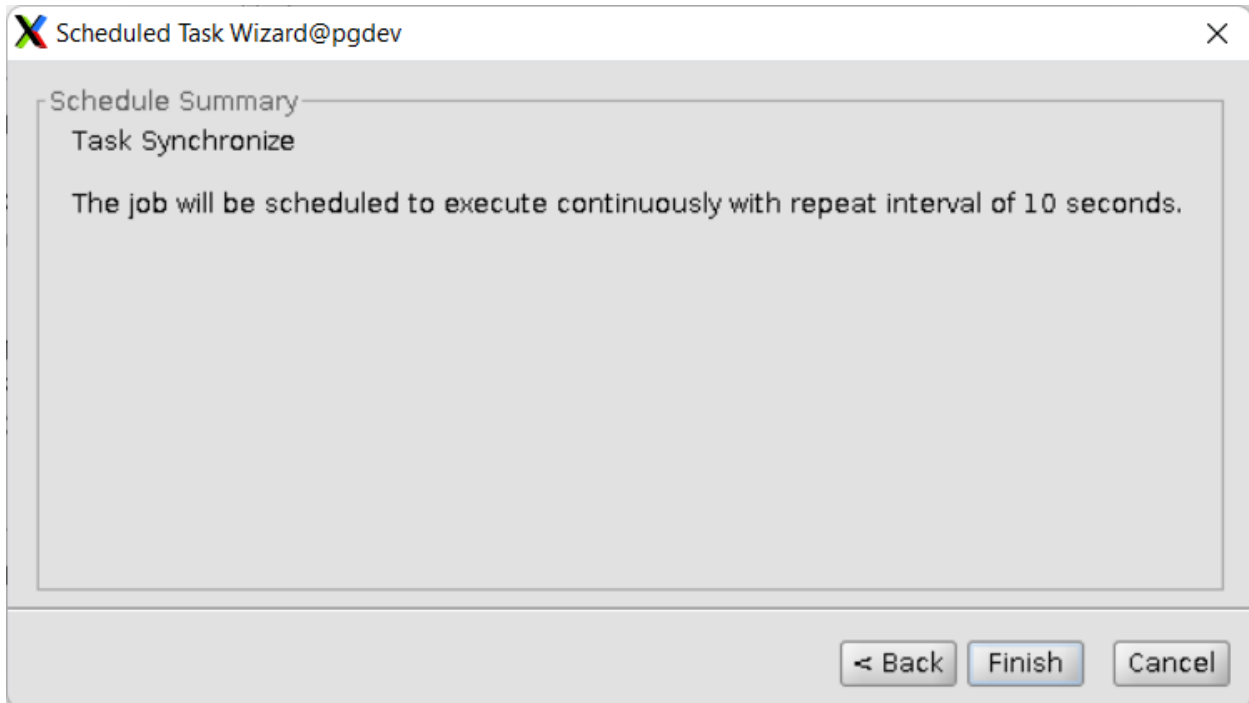 Scheduled Task Wizard@pgdev
Schedule Summary
Task Synchronize
The job will be scheduled to execute continuously with repeat interval of 10 seconds.
< Back
Finish
Cancel